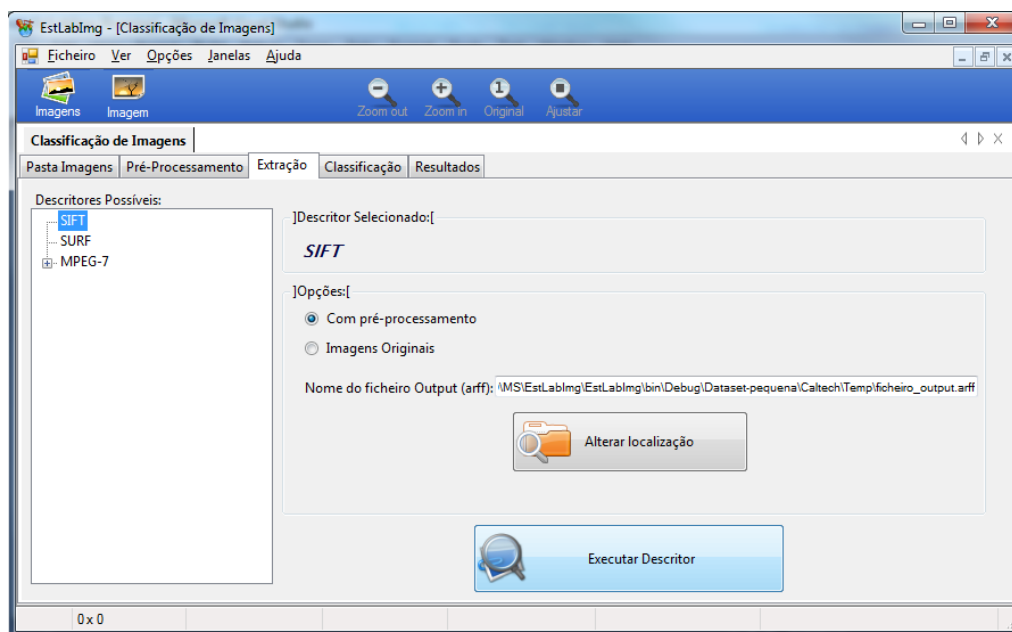 EstLabImg - [Classificação de Imagens]
Ficheiro Ver Opções Janelas Ajuda
Imagens Imagem Zoom out Zoom in Original Ajustar
Classificação de Imagens
Pasta Imagens Pré-Processamento Extração Classificação Resultados
Descritores Possíveis:
SIFT
SURF
MPEG-7
]Descritor Selecionado:[
SIFT
]Opções:[
Com pré-processamento
Imagens Originais
Nome do ficheiro Output (arff): \MS\EstLabImg\EstLabImg\bin\Debug\Dataset-pequena\Caltech\Temp\ficheiro_output.arff
Alterar localização
Executar Descritor
0 x 0